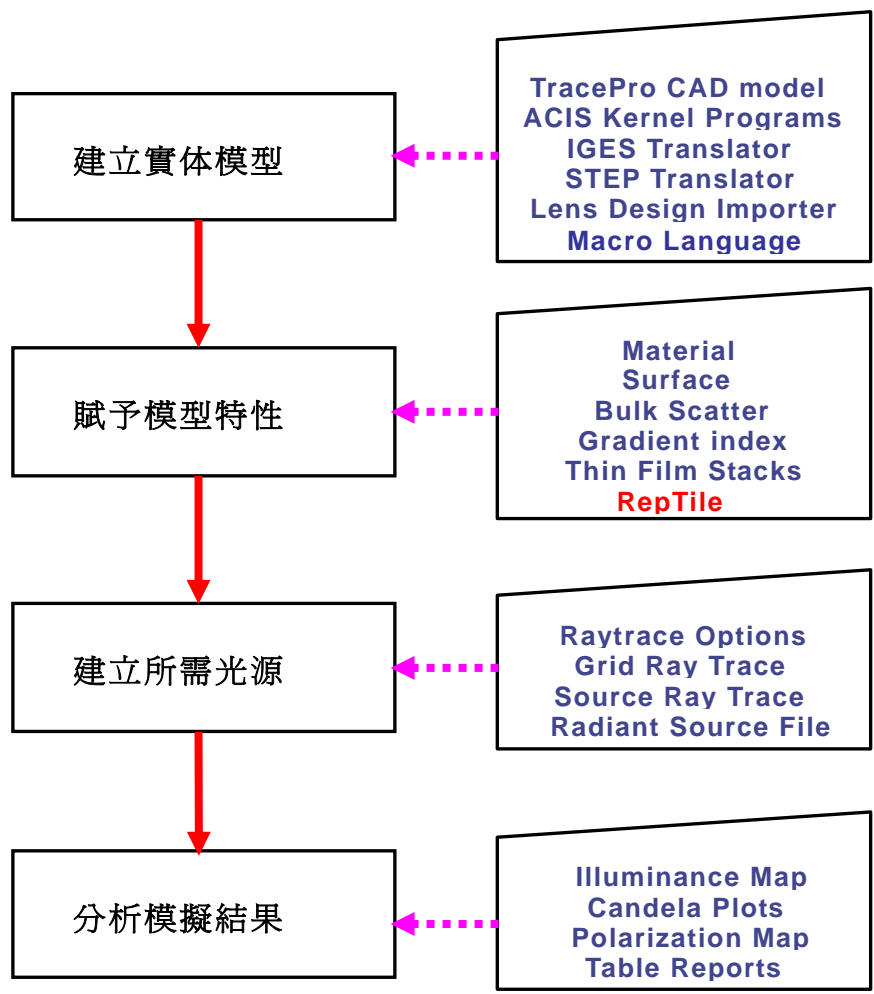 建立實体模型
TracePro CAD model
ACIS Kernel Programs
IGES Translator
STEP Translator
Lens Design Importer
Macro Language
賦予模型特性
Material
Surface
Bulk Scatter
Gradient index
Thin Film Stacks
RepTile
建立所需光源
Raytrace Options
Grid Ray Trace
Source Ray Trace
Radiant Source File
分析模擬結果
Illuminance Map
Candela Plots
Polarization Map
Table Reports